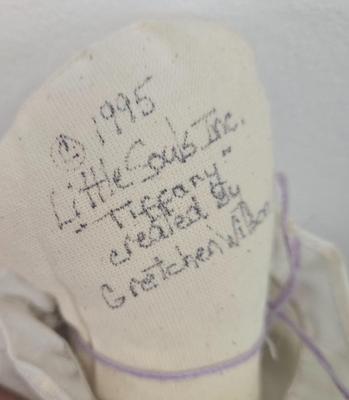 © 1995
Little Souls Inc.
"Tiffany"
created By
Gretchen Wilson